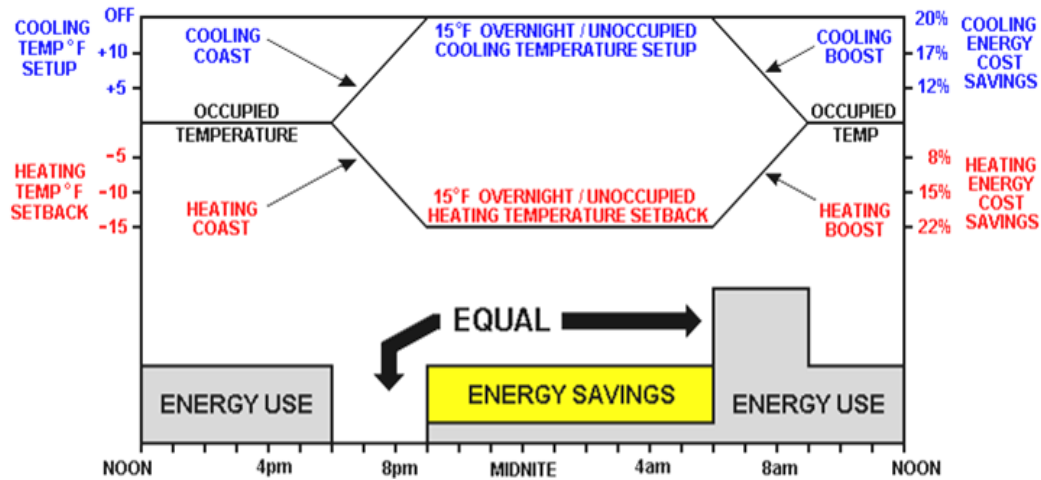 COOLING
TEMP °F
SETUP
OFF
+10
+5
COOLING
COAST
15°F OVERNIGHT / UNOCCUPIED
COOLING TEMPERATURE SETUP
COOLING
BOOST
20%
17%
12%
COOLING
ENERGY
COST
SAVINGS
OCCUPIED
TEMPERATURE
OCCUPIED
TEMP
HEATING
TEMP °F
SETBACK
-5
-10
-15
HEATING
COAST
15°F OVERNIGHT / UNOCCUPIED
HEATING TEMPERATURE SETBACK
HEATING
BOOST
8%
15%
22%
HEATING
ENERGY
COST
SAVINGS
EQUAL
ENERGY USE
ENERGY SAVINGS
ENERGY USE
NOON
4pm
8pm
MIDNITE
4am
8am
NOON